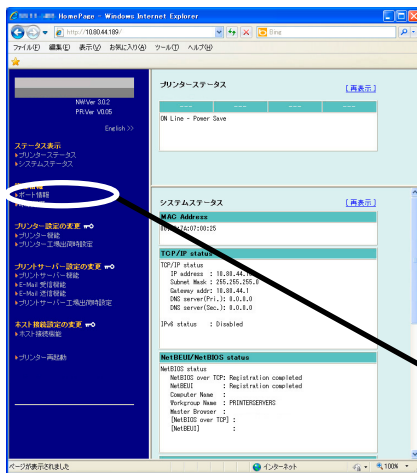 HomePage - Windows Internet Explorer
http://10.80.44.189/
Bing
ファイル(F) 編集(E) 表示(V) お気に入り(A) ツール(T) ヘルプ(H)
NW.Ver 3.0.2
PR.Ver V0.05
English >>
ステータス表示
▶プリンターステータス
▶システムステータス
▶ポート情報
プリンター設定の変更
▶プリンター機能
▶プリンター工場出荷時設定
プリントサーバー設定の変更
▶プリントサーバー機能
▶E-Mail 受信機能
▶E-Mail 送信機能
▶プリントサーバー工場出荷時設定
ホスト接続設定の変更
▶ホスト接続機能
▶プリンター再起動
プリンターステータス [再表示]
--- --- --- ---
ON Line - Power Save
システムステータス [再表示]
MAC Address
:7A:07:00:25
TCP/IP status
TCP/IP status
IP address : 10.80.44.18
Subnet Mask : 255.255.255.0
Gateway addr: 10.80.44.1
DNS server(Pri.): 0.0.0.0
DNS server(Sec.): 0.0.0.0
IPv6 status : Disabled
NetBEUI/NetBIOS status
NetBIOS status
NetBIOS over TCP: Registration completed
NetBEUI : Registration completed
Computer Name :
Workgroup Name : PRINTERSERVERS
Master Browser :
[NetBIOS over TCP] :
[NetBEUI] :
ページが表示されました インターネット 100%